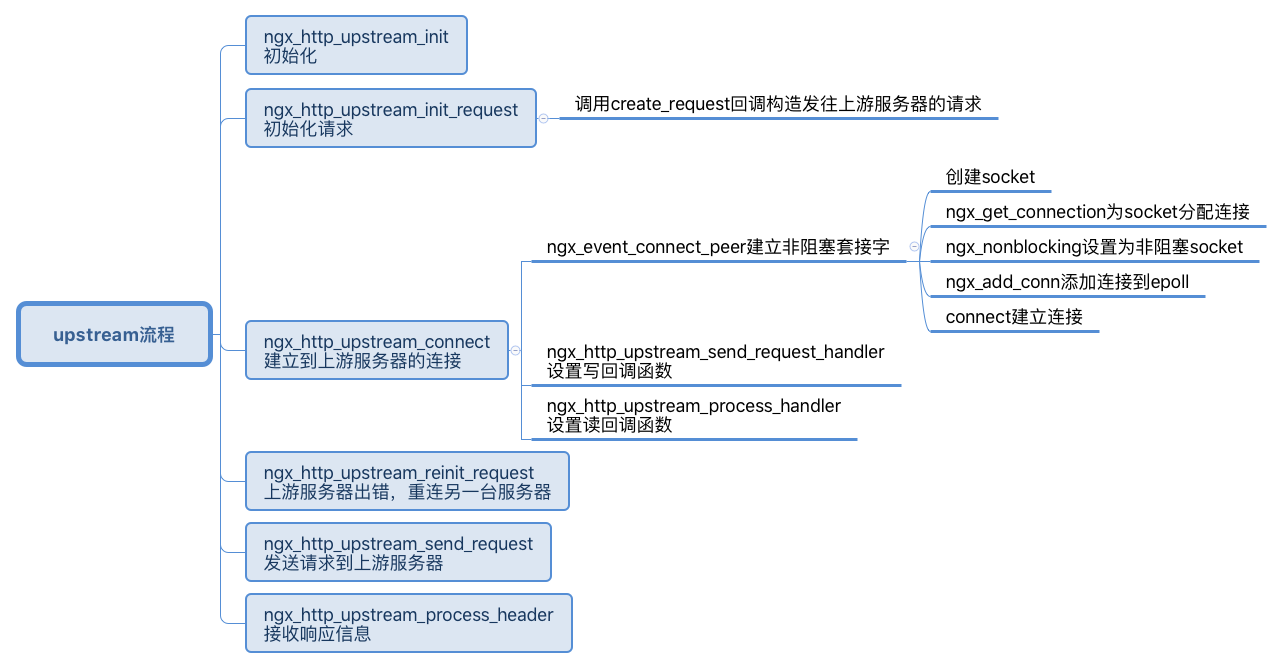 upstream流程
ngx_http_upstream_init
初始化
ngx_http_upstream_init_request
初始化请求
调用create_request回调构造发往上游服务器的请求
ngx_http_upstream_connect
建立到上游服务器的连接
ngx_event_connect_peer建立非阻塞套接字
创建socket
ngx_get_connection为socket分配连接
ngx_nonblocking设置为非阻塞socket
ngx_add_conn添加连接到epoll
connect建立连接
ngx_http_upstream_send_request_handler
设置写回调函数
ngx_http_upstream_process_handler
设置读回调函数
ngx_http_upstream_reinit_request
上游服务器出错，重连另一台服务器
ngx_http_upstream_send_request
发送请求到上游服务器
ngx_http_upstream_process_header
接收响应信息